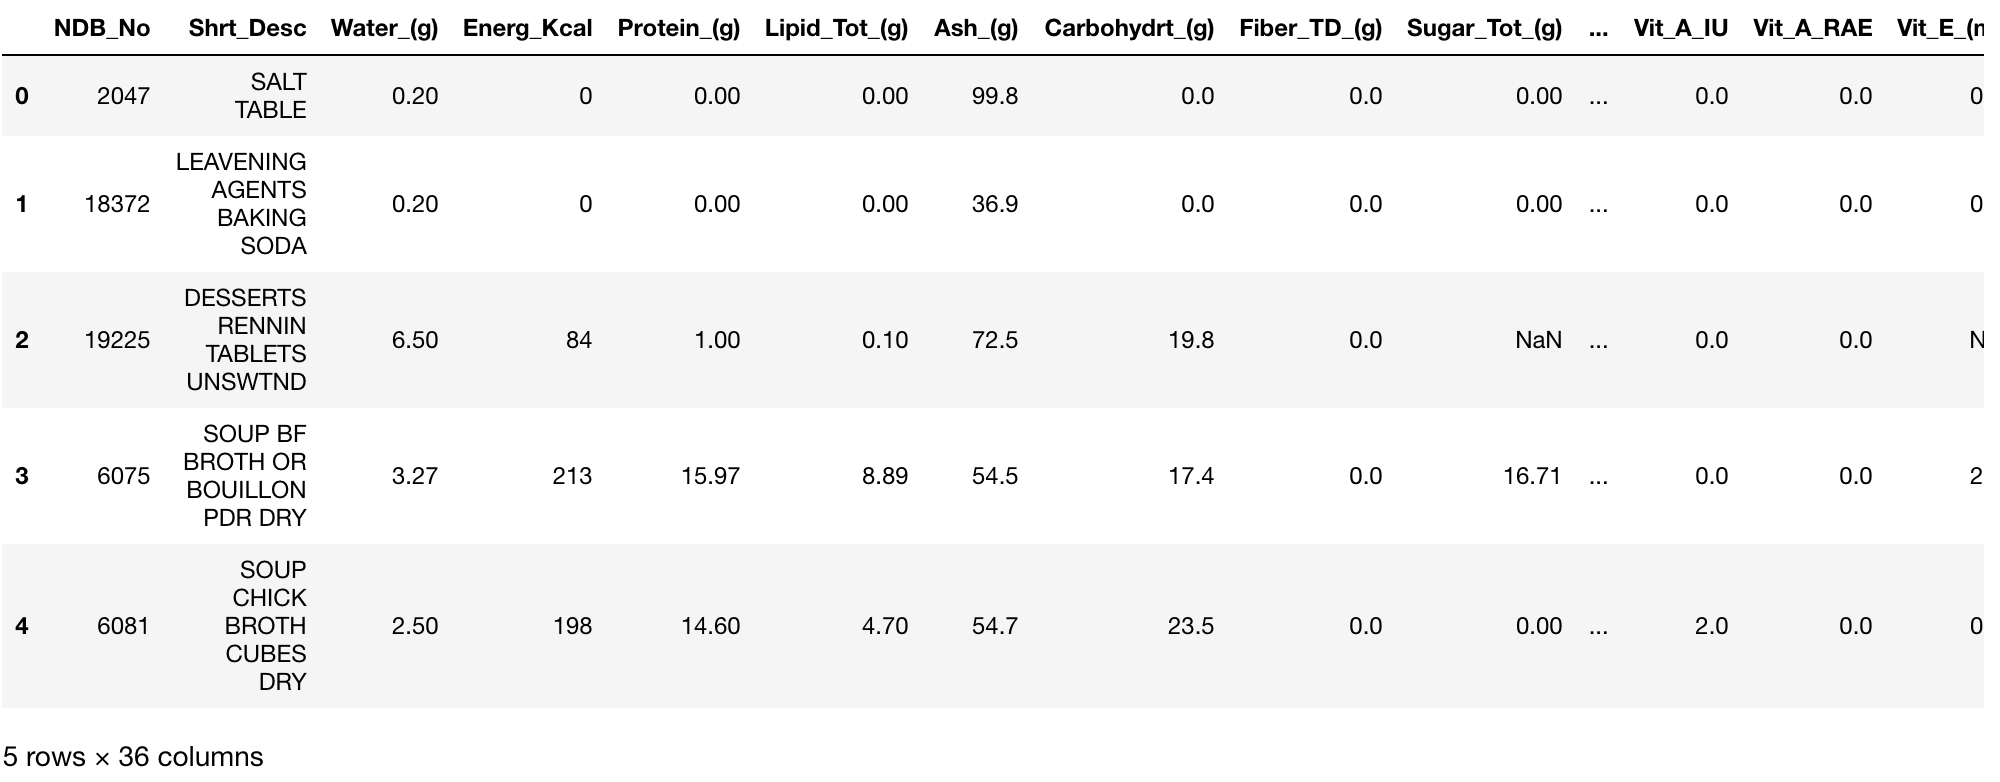 NDB_No Shrt_Desc Water_(g) Energ_Kcal Protein_(g) Lipid_Tot_(g) Ash_(g) Carbohydrt_(g) Fiber_TD_(g) Sugar_Tot_(g) ... Vit_A_IU Vit_A_RAE Vit_E_(
0 2047 SALT TABLE 0.20 0 0.00 0.00 99.8 0.0 0.0 0.00 ... 0.0 0.0 0
1 18372 LEAVENING AGENTS BAKING SODA 0.20 0 0.00 0.00 36.9 0.0 0.0 0.00 ... 0.0 0.0 0
2 19225 DESSERTS RENNIN TABLETS UNSWTND 6.50 84 1.00 0.10 72.5 19.8 0.0 NaN ... 0.0 0.0 N
3 6075 SOUP BF BROTH OR BOUILLON PDR DRY 3.27 213 15.97 8.89 54.5 17.4 0.0 16.71 ... 0.0 0.0 2
4 6081 SOUP CHICK BROTH CUBES DRY 2.50 198 14.60 4.70 54.7 23.5 0.0 0.00 ... 2.0 0.0 0
5 rows × 36 columns